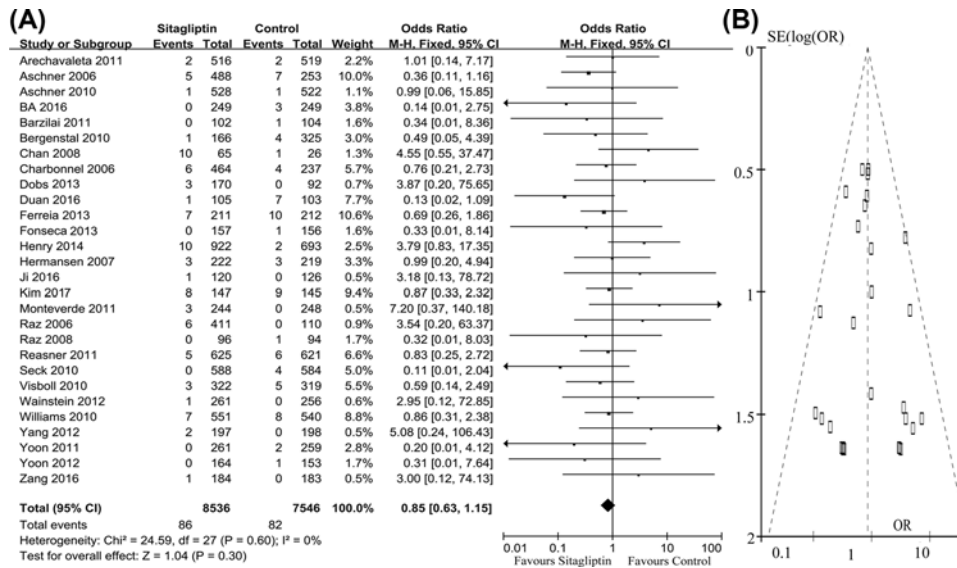 (A)
Sitagliptin Control Odds Ratio Odds Ratio
Study or Subgroup Events Total Events Total Weight M-H, Fixed, 95% CI M-H, Fixed, 95% CI
Arechavaleta 2011 2 516 2 519 2.2% 1.01 [0.14, 7.17]
Aschner 2006 5 488 7 253 10.0% 0.36 [0.11, 1.16]
Aschner 2010 1 528 1 522 1.1% 0.99 [0.06, 15.85]
BA 2016 0 249 3 249 3.8% 0.14 [0.01, 2.75]
Barzilai 2011 0 102 1 104 1.6% 0.34 [0.01, 8.36]
Bergenstal 2010 1 166 4 325 2.9% 0.49 [0.05, 4.39]
Chan 2008 10 65 1 26 1.3% 4.55 [0.55, 37.47]
Charbonnel 2006 6 464 4 237 5.7% 0.76 [0.21, 2.73]
Dobs 2013 3 170 0 92 0.7% 3.87 [0.20, 75.65]
Duan 2016 1 105 7 103 7.7% 0.13 [0.02, 1.09]
Ferreia 2013 7 211 10 212 10.6% 0.69 [0.26, 1.86]
Fonseca 2013 0 157 1 156 1.6% 0.33 [0.01, 8.14]
Henry 2014 10 922 2 693 2.5% 3.79 [0.83, 17.35]
Hermansen 2007 3 222 3 219 3.2% 0.99 [0.20, 4.94]
Ji 2016 1 120 0 126 0.5% 3.18 [0.13, 78.72]
Kim 2017 8 147 9 145 9.4% 0.87 [0.33, 2.32]
Monteverde 2011 3 244 0 248 0.5% 7.20 [0.37, 140.18]
Raz 2006 6 411 0 110 0.9% 3.54 [0.20, 63.37]
Raz 2008 0 96 1 94 1.6% 0.32 [0.01, 8.03]
Reasner 2011 5 625 6 621 6.6% 0.83 [0.25, 2.72]
Seck 2010 0 588 4 584 5.0% 0.11 [0.01, 2.04]
Visboll 2010 3 322 5 319 5.5% 0.59 [0.14, 2.49]
Wainstein 2012 1 261 0 256 0.6% 2.95 [0.12, 72.85]
Williams 2010 7 551 8 540 8.8% 0.86 [0.31, 2.38]
Yang 2012 2 197 0 198 0.5% 5.08 [0.24, 106.43]
Yoon 2011 0 261 2 259 2.8% 0.20 [0.01, 4.12]
Yoon 2012 0 164 1 153 1.7% 0.31 [0.01, 7.64]
Zang 2016 1 184 0 183 0.5% 3.00 [0.12, 74.13]
Total (95% CI) 8536 7546 100.0% 0.85 [0.63, 1.15]
Total events 86 82
Heterogeneity: Chi² = 24.59, df = 27 (P = 0.60); I² = 0%
Test for overall effect: Z = 1.04 (P = 0.30)
0.01 0.1 1 10 100
Favours Sitagliptin Favours Control
(B)
SE(log(OR)
0
0.5
1
1.5
2
OR
0.1 1 10